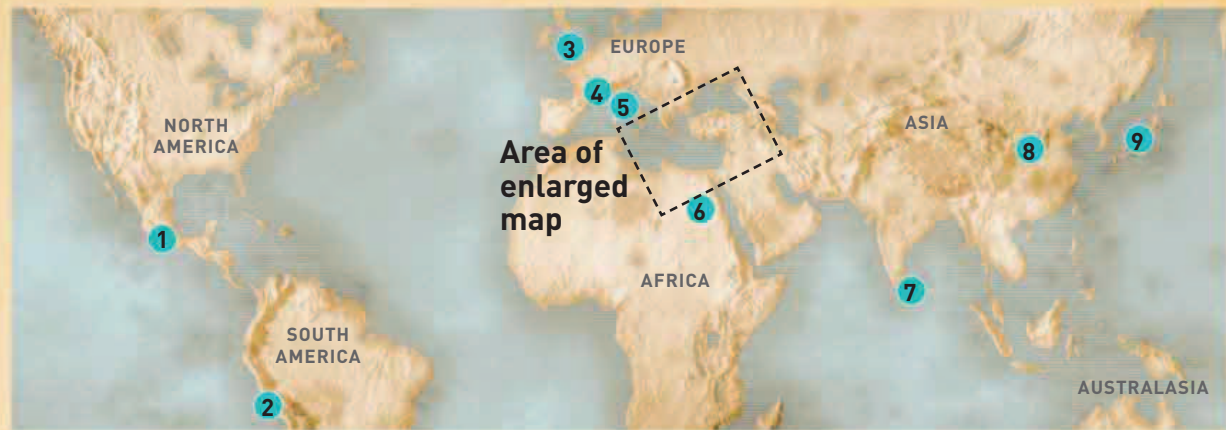 3
EUROPE
4
5
NORTH
AMERICA
ASIA
8
9
Area of
enlarged
map
6
1
AFRICA
7
SOUTH
AMERICA
AUSTRALASIA
2